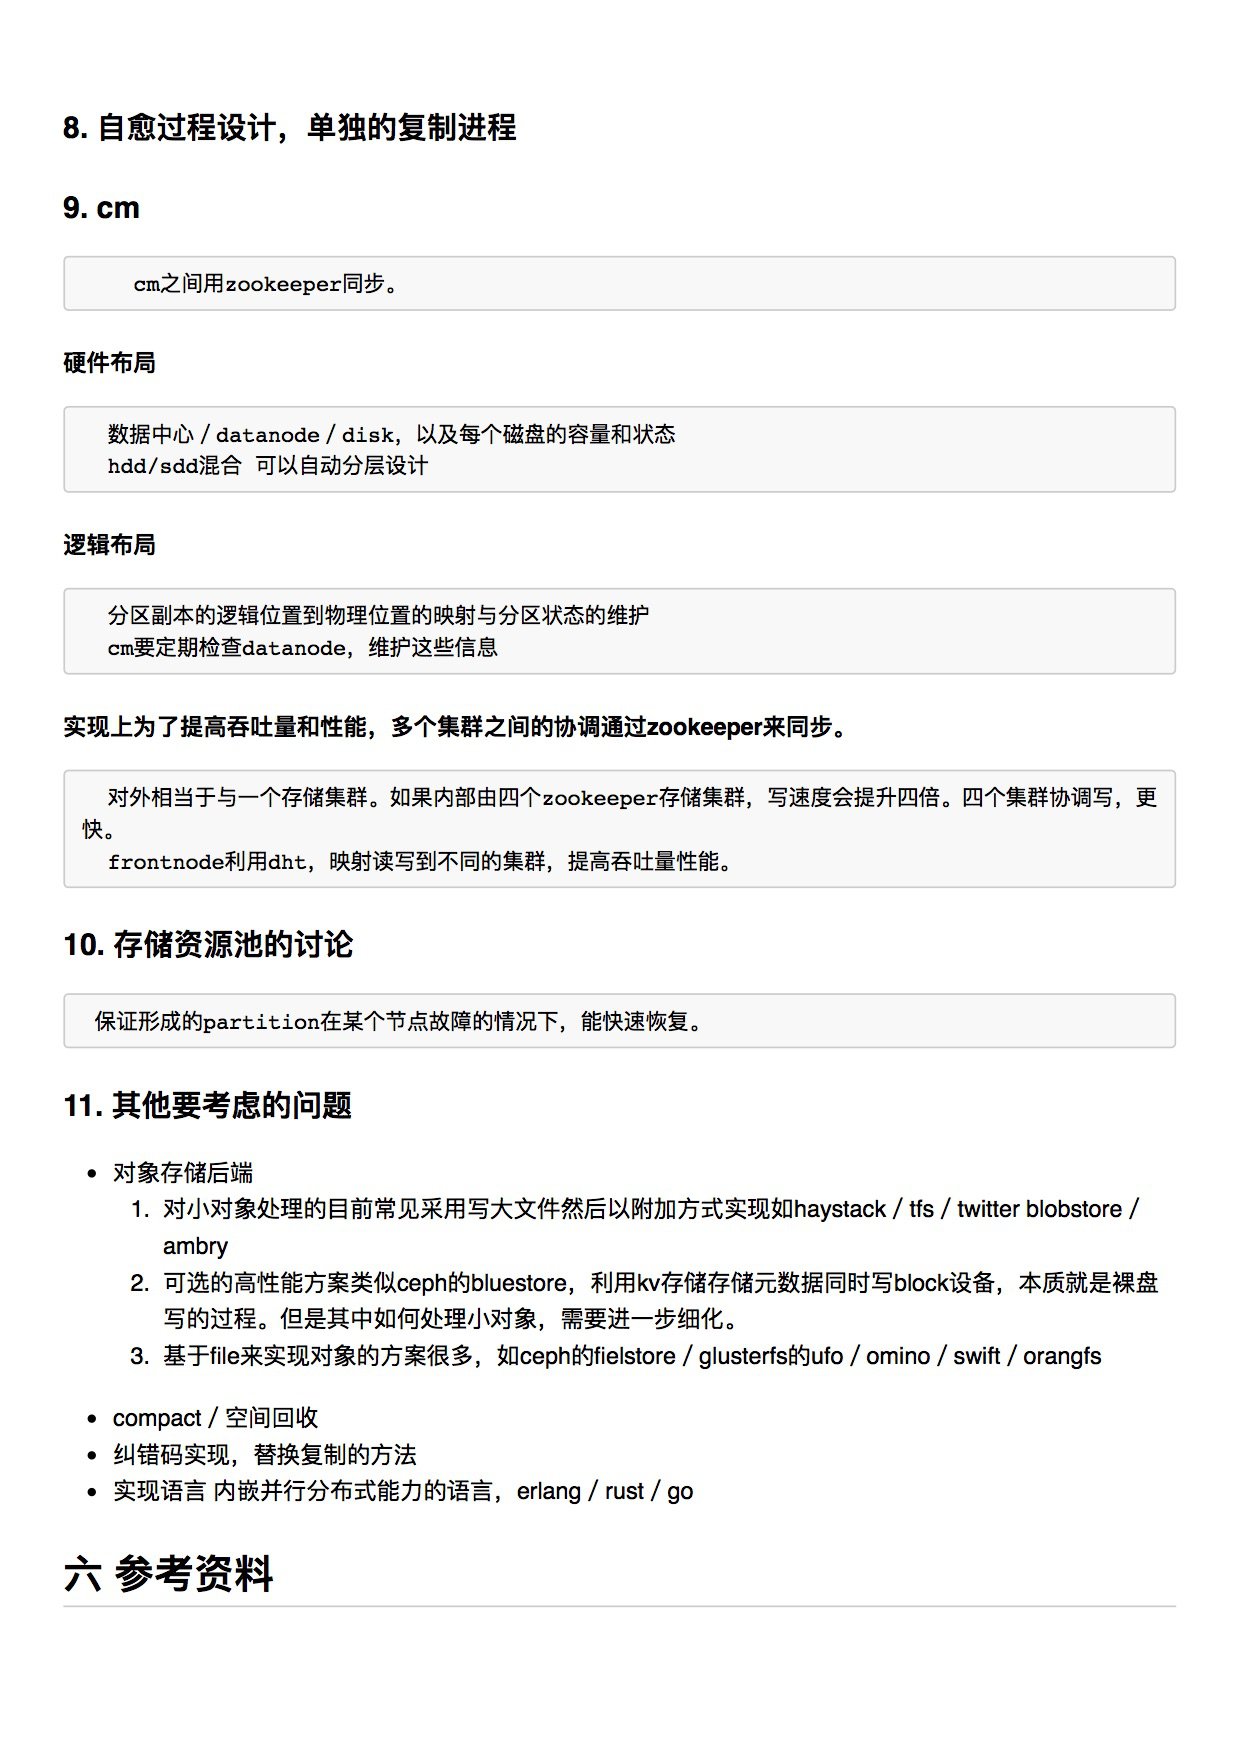 8. 自愈过程设计，单独的复制进程
9. cm
cm之间用zookeeper同步。
硬件布局
数据中心 / datanode / disk，以及每个磁盘的容量和状态
hdd/sdd混合 可以自动分层设计
逻辑布局
分区副本的逻辑位置到物理位置的映射与分区状态的维护
cm要定期检查datanode，维护这些信息
实现上为了提高吞吐量和性能，多个集群之间的协调通过zookeeper来同步。
对外相当于与一个存储集群。如果内部由四个zookeeper存储集群，写速度会提升四倍。四个集群协调写，更
快。
frontnode利用dht，映射读写到不同的集群，提高吞吐量性能。
10. 存储资源池的讨论
保证形成的partition在某个节点故障的情况下，能快速恢复。
11. 其他要考虑的问题
• 对象存储后端
1. 对小对象处理的目前常见采用写大文件然后以附加方式实现如haystack / tfs / twitter blobstore /
ambry
2. 可选的高性能方案类似ceph的bluestore，利用kv存储存储元数据同时写block设备，本质就是裸盘
写的过程。但是其中如何处理小对象，需要进一步细化。
3. 基于file来实现对象的方案很多，如ceph的fielstore / glusterfs的ufo / omino / swift / orangfs
• compact / 空间回收
• 纠错码实现，替换复制的方法
• 实现语言 内嵌并行分布式能力的语言，erlang / rust / go
六 参考资料